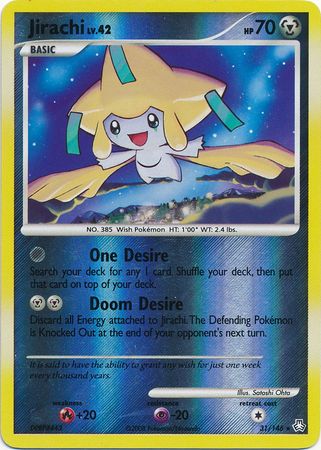 Jirachi LV.42 HP 70
BASIC
NO. 385 Wish Pokémon HT: 1'00" WT: 2.4 lbs.
One Desire
Search your deck for any 1 card. Shuffle your deck, then put
that card on top of your deck.
Doom Desire
Discard all Energy attached to Jirachi. The Defending Pokémon
is Knocked Out at the end of your opponent's next turn.
It is said to have the ability to grant any wish for just one week
every thousand years.
Illus. Satoshi Ohta
weakness resistance retreat cost
+20 -20
©2008 Pokémon/Nintendo 31/146